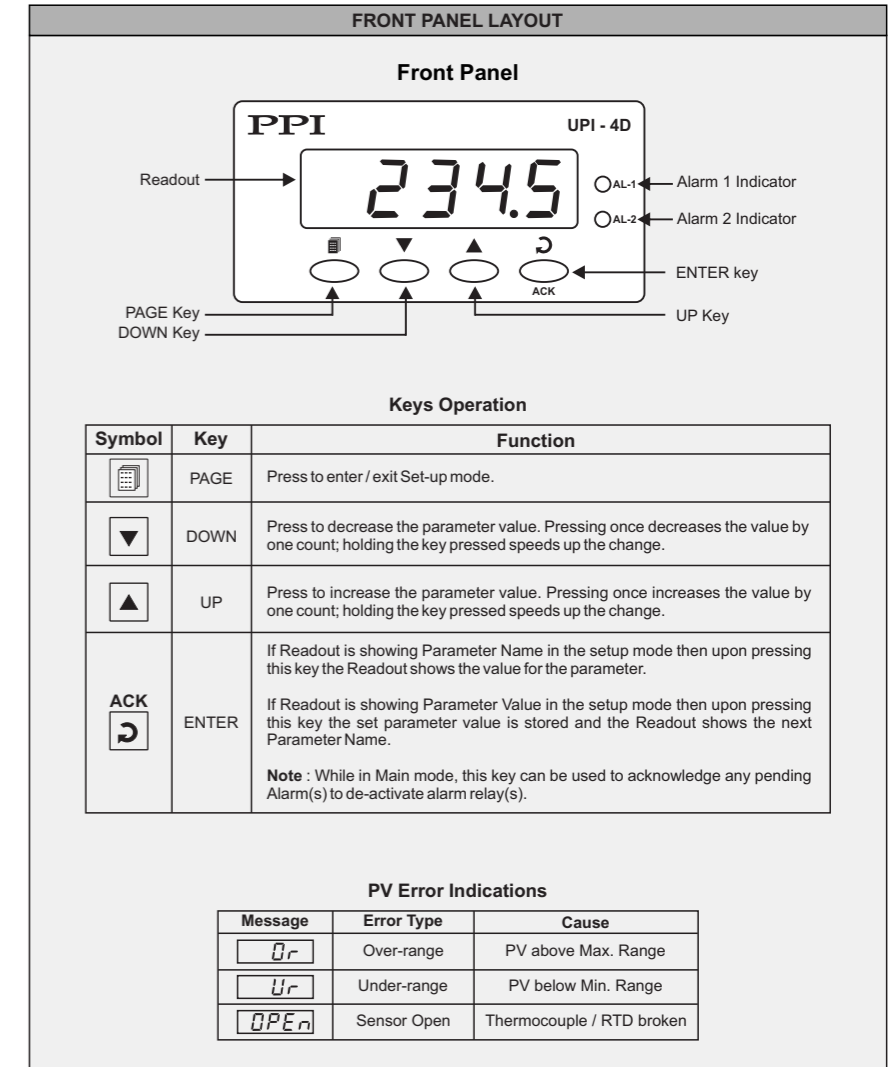 FRONT PANEL LAYOUT
Front Panel
PPI
UPI - 4D
Readout
234.5
AL-1
Alarm 1 Indicator
AL-2
Alarm 2 Indicator
ENTER key
ACK
PAGE Key
UP Key
DOWN Key
Keys Operation
Symbol Key Function
PAGE Press to enter / exit Set-up mode.
DOWN Press to decrease the parameter value. Pressing once decreases the value by
one count; holding the key pressed speeds up the change.
UP Press to increase the parameter value. Pressing once increases the value by
one count; holding the key pressed speeds up the change.
ACK
ENTER
If Readout is showing Parameter Name in the setup mode then upon pressing
this key the Readout shows the value for the parameter.
If Readout is showing Parameter Value in the setup mode then upon pressing
this key the set parameter value is stored and the Readout shows the next
Parameter Name.
Note : While in Main mode, this key can be used to acknowledge any pending
Alarm(s) to de-activate alarm relay(s).
PV Error Indications
Message Error Type Cause
Or Over-range PV above Max. Range
Ur Under-range PV below Min. Range
OPEn Sensor Open Thermocouple / RTD broken